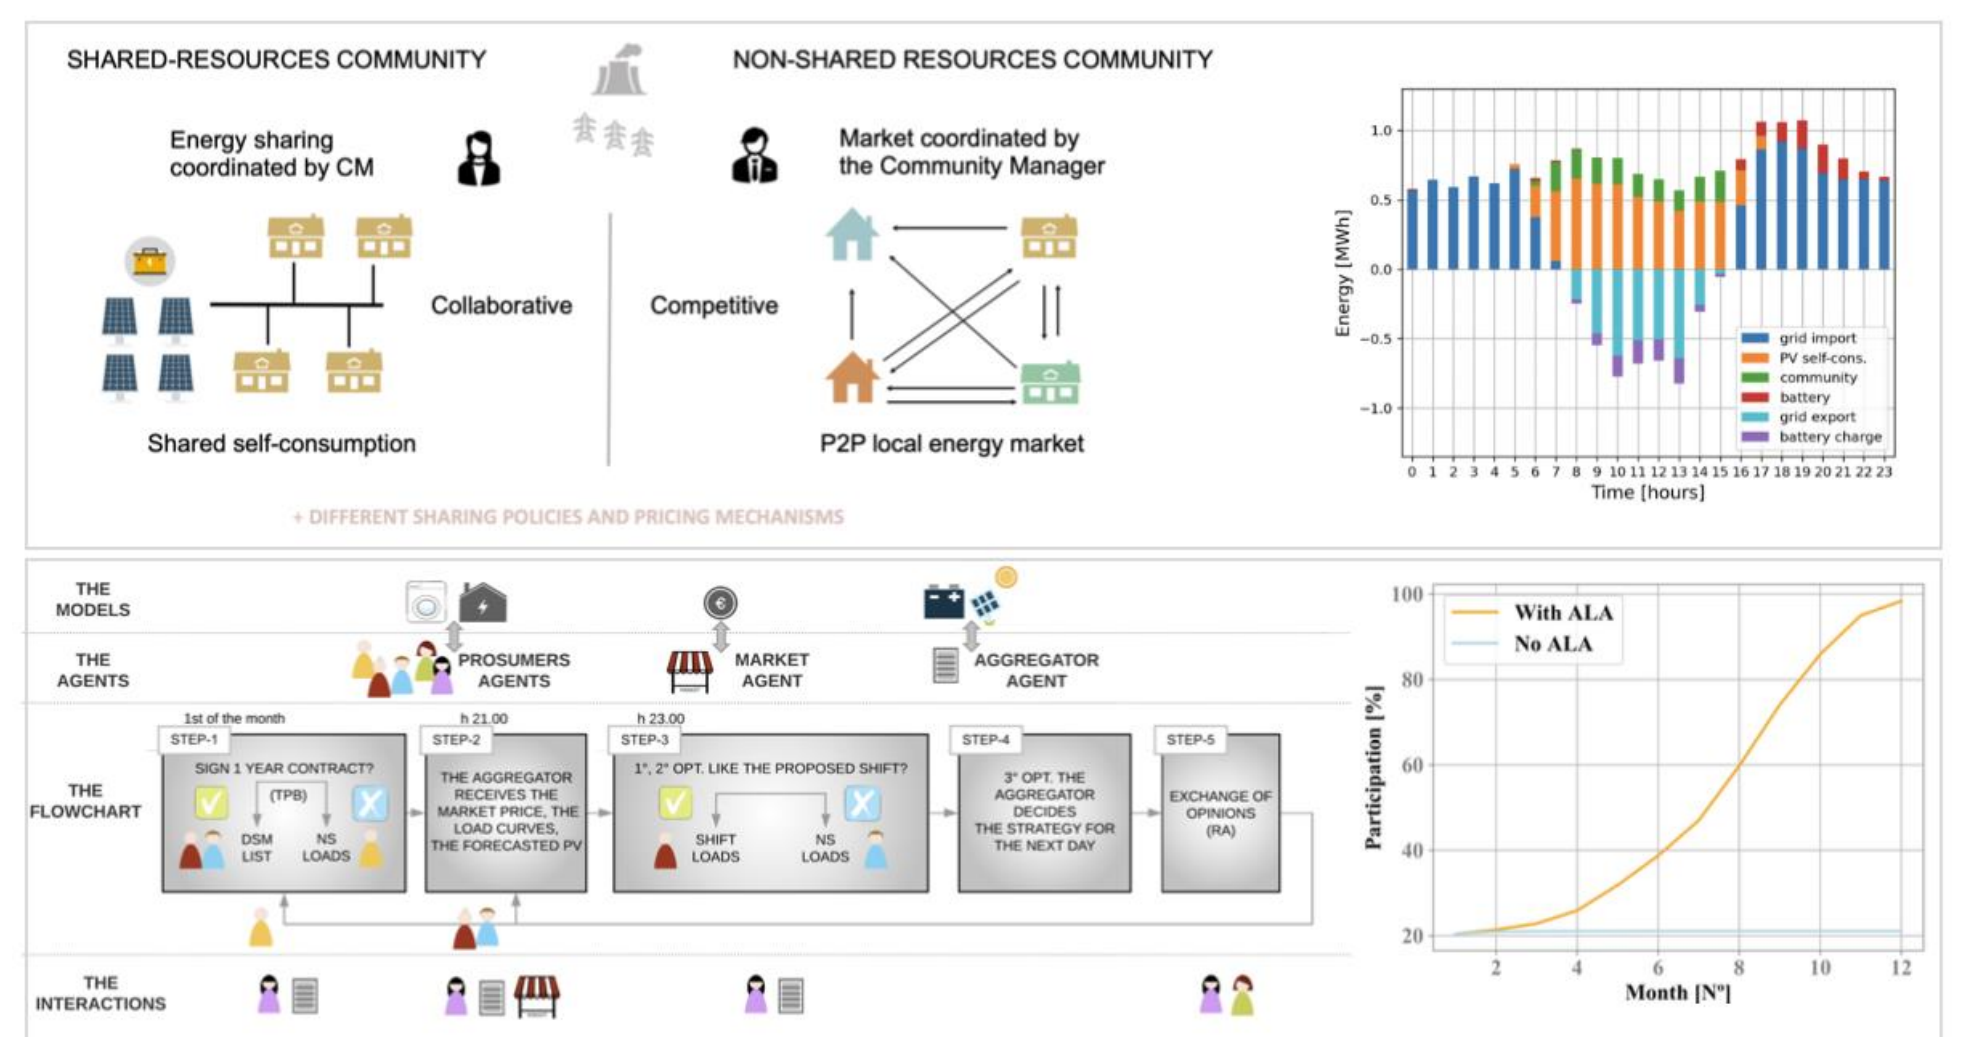 SHARED-RESOURCES COMMUNITY
NON-SHARED RESOURCES COMMUNITY
Energy sharing
coordinated by CM
Market coordinated by
the Community Manager
Collaborative
Competitive
Shared self-consumption
P2P local energy market
+ DIFFERENT SHARING POLICIES AND PRICING MECHANISMS
Energy [MWh]
1.0
0.5
0.0
−0.5
−1.0
grid import
PV self-cons.
community
battery
grid export
battery charge
0 1 2 3 4 5 6 7 8 9 10 11 12 13 14 15 16 17 18 19 20 21 22 23
Time [hours]
THE
MODELS
€
THE
AGENTS
PROSUMERS
AGENTS
MARKET
AGENT
AGGREGATOR
AGENT
THE
FLOWCHART
1st of the month
STEP-1
SIGN 1 YEAR CONTRACT?
(TPB)
DSM
LIST
NS
LOADS
h 21.00
STEP-2
THE AGGREGATOR
RECEIVES THE
MARKET PRICE, THE
LOAD CURVES,
THE FORECASTED PV
h 23.00
STEP-3
1°, 2° OPT. LIKE THE PROPOSED SHIFT?
SHIFT
LOADS
NS
LOADS
STEP-4
3° OPT. THE
AGGREGATOR
DECIDES
THE STRATEGY FOR
THE NEXT DAY
STEP-5
EXCHANGE OF
OPINIONS
(RA)
THE
INTERACTIONS
Participation [%]
100
80
60
40
20
With ALA
No ALA
2 4 6 8 10 12
Month [Nº]